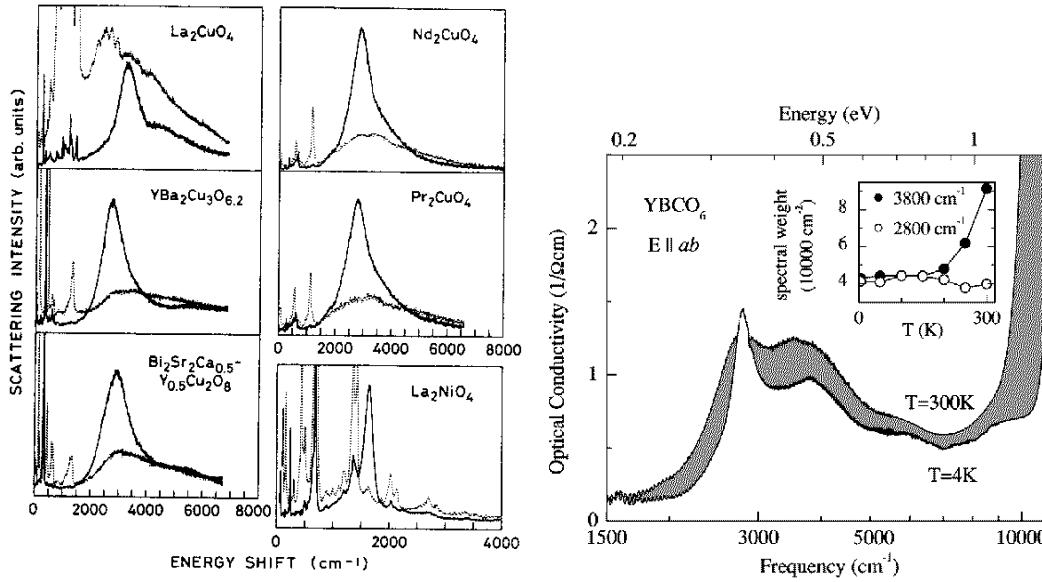 SCATTERING INTENSITY (arb. units)
La₂CuO₄
Nd₂CuO₄
YBa₂Cu₃O₆.₂
Pr₂CuO₄
0 2000 4000 6000 8000
Bi₂Sr₂Ca₀.₅-
Y₀.₅Cu₂O₈
La₂NiO₄
0 2000 4000 6000 8000
0 2000 4000
ENERGY SHIFT (cm⁻¹)
Energy (eV)
0.2 0.5 1
Optical Conductivity (1/Ωcm)
2
1
0
YBCO₆
E || ab
spectral weight
(10000 cm⁻²)
8
6
4
3800 cm⁻¹
2800 cm⁻¹
0 300
T (K)
T=300K
T=4K
1500 3000 5000 10000
Frequency (cm⁻¹)